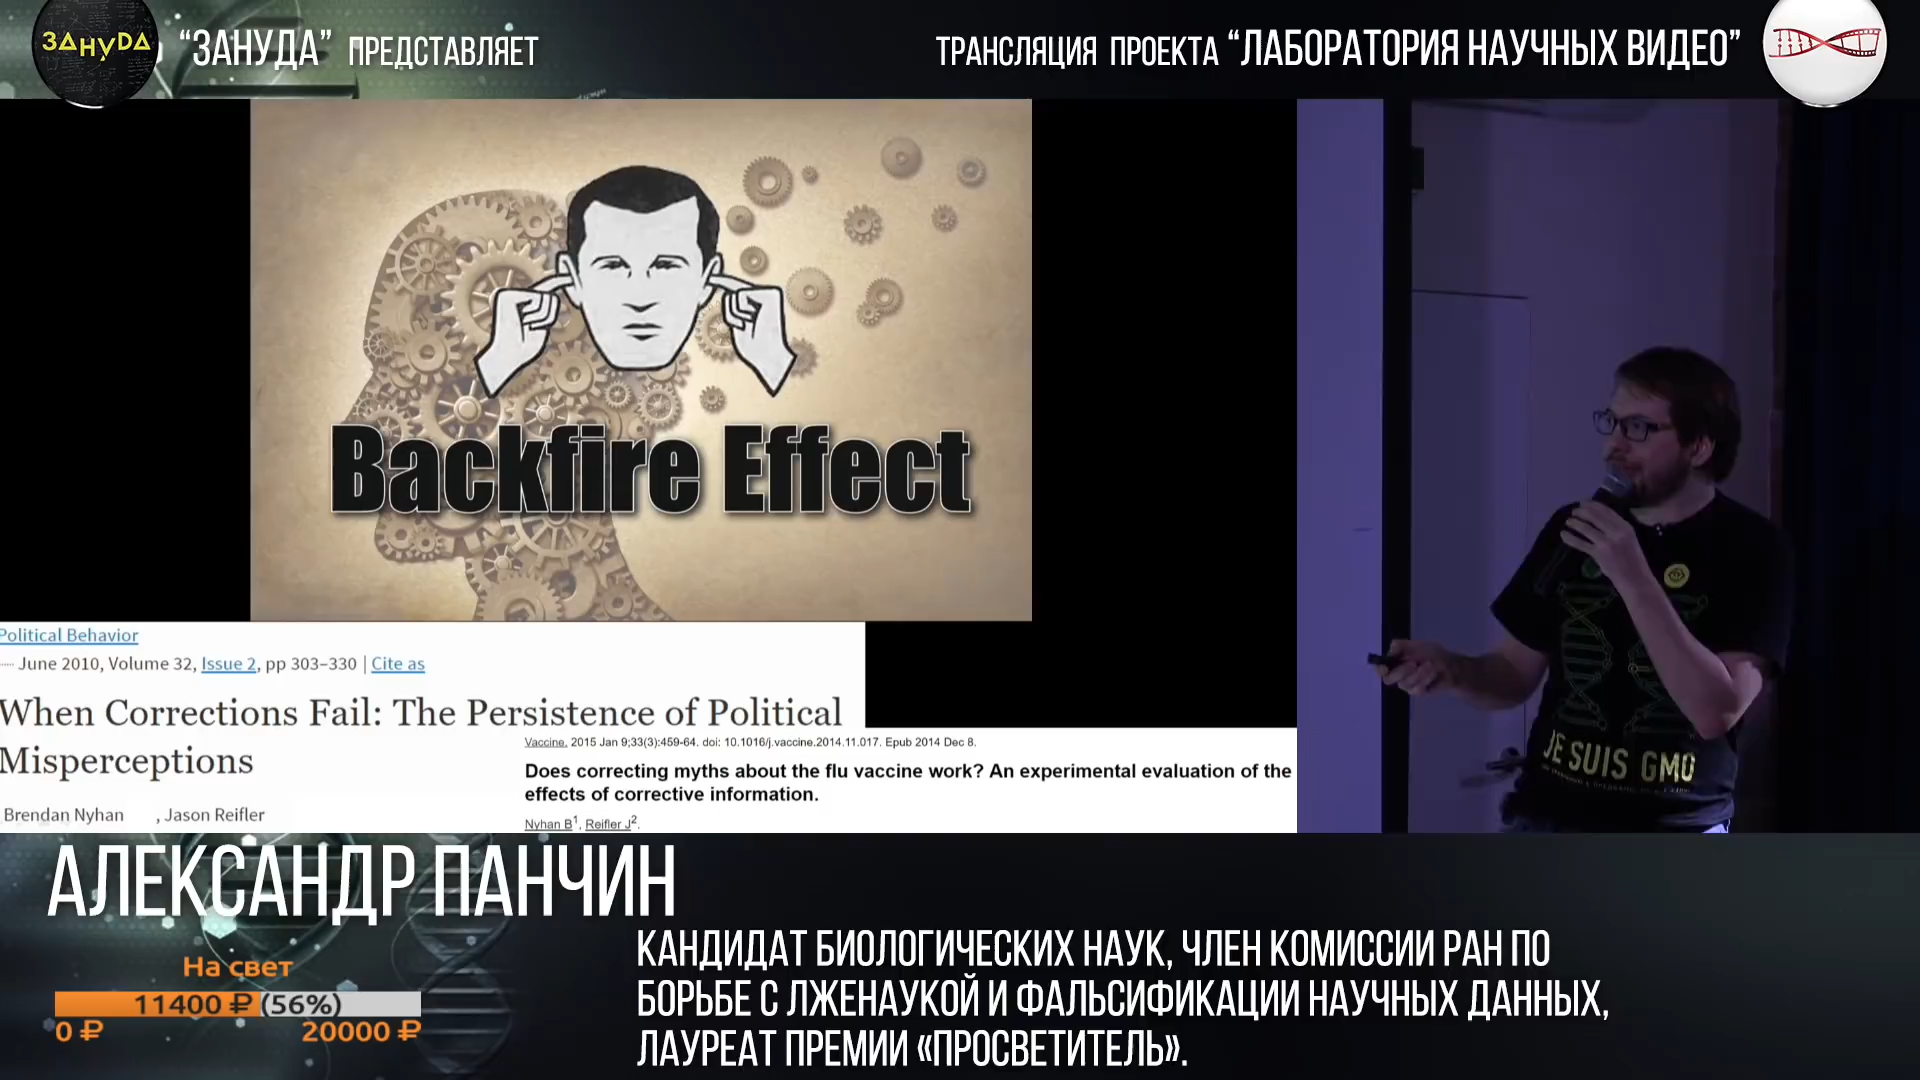 ЗАНУДА
“ЗАНУДА” ПРЕДСТАВЛЯЕТ
ТРАНСЛЯЦИЯ ПРОЕКТА “ЛАБОРАТОРИЯ НАУЧНЫХ ВИДЕО”
Backfire Effect
Political Behavior
June 2010, Volume 32, Issue 2, pp 303–330 | Cite as
When Corrections Fail: The Persistence of Political
Misperceptions
Brendan Nyhan , Jason Reifler
Vaccine. 2015 Jan 9;33(3):459-64. doi: 10.1016/j.vaccine.2014.11.017. Epub 2014 Dec 8.
Does correcting myths about the flu vaccine work? An experimental evaluation of the
effects of corrective information.
Nyhan B1, Reifler J2.
JE SUIS GMO
АЛЕКСАНДР ПАНЧИН
КАНДИДАТ БИОЛОГИЧЕСКИХ НАУК, ЧЛЕН КОМИССИИ РАН ПО
БОРЬБЕ С ЛЖЕНАУКОЙ И ФАЛЬСИФИКАЦИИ НАУЧНЫХ ДАННЫХ,
ЛАУРЕАТ ПРЕМИИ «ПРОСВЕТИТЕЛЬ».
На свет
11400 ₽ (56%)
0 ₽ 20000 ₽